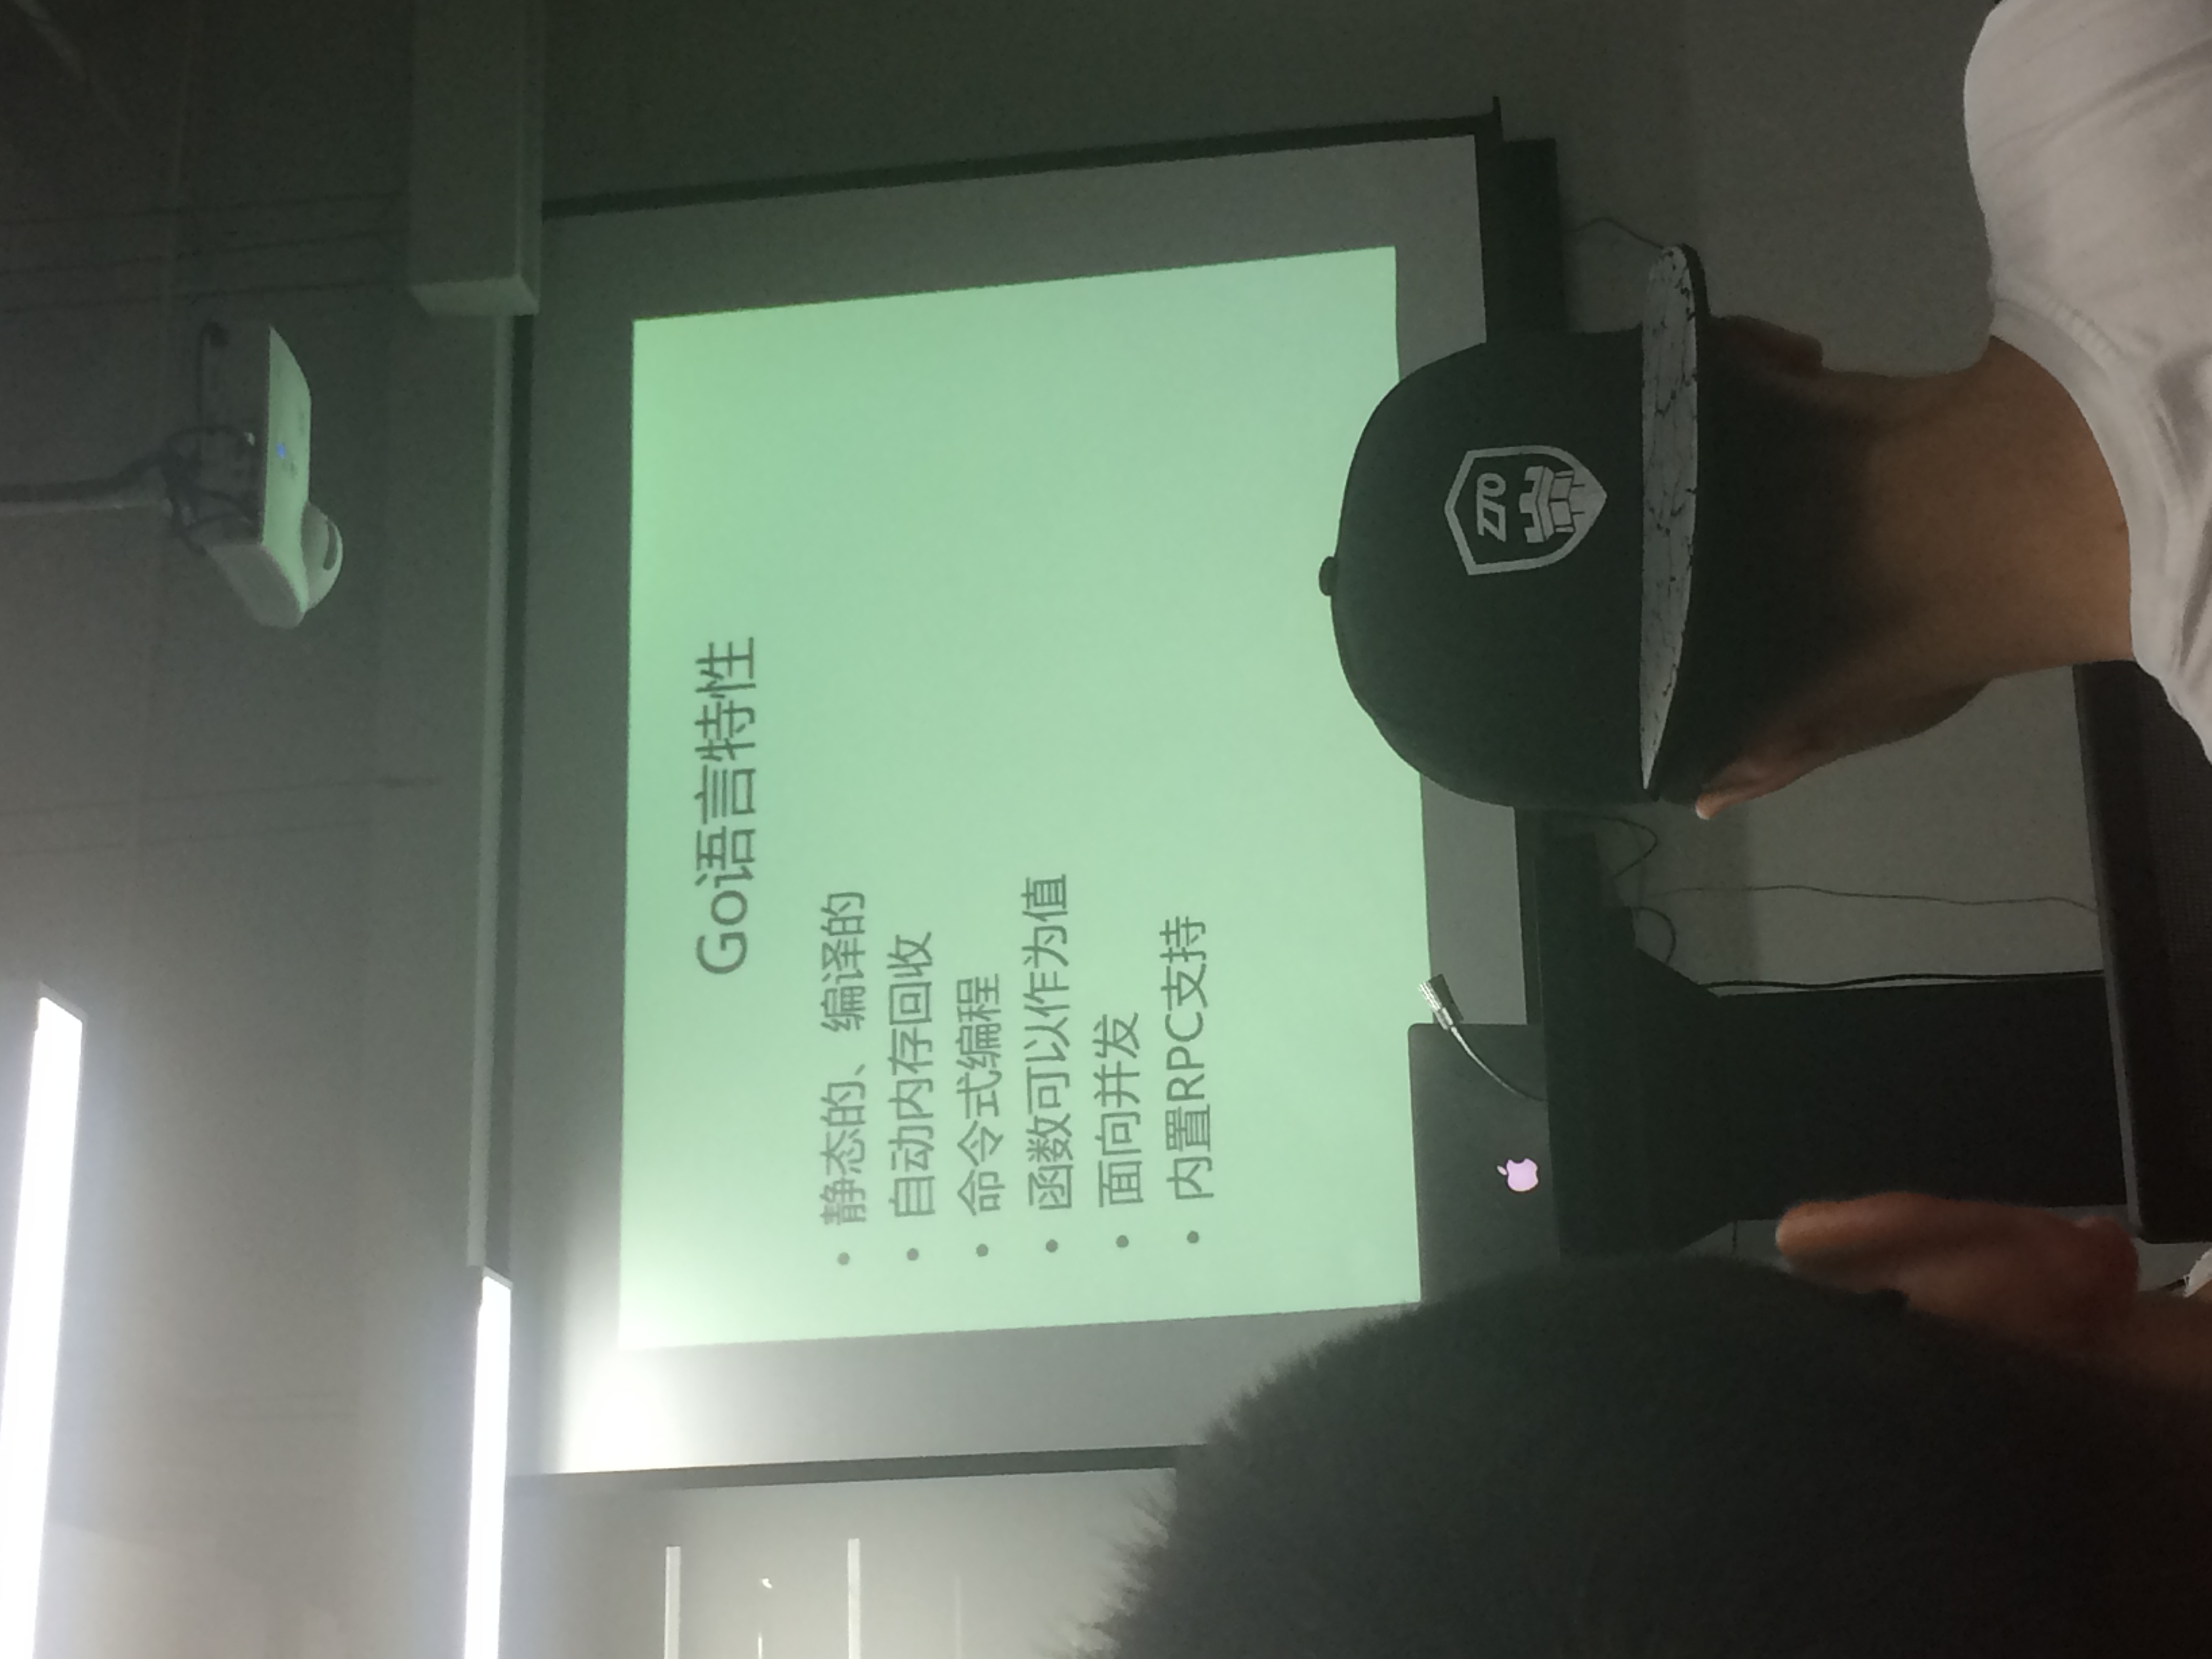 Go语言特性
• 静态的、编译的
• 自动内存回收
• 命令式编程
• 函数可以作为值
• 面向并发
• 内置RPC支持
ZTO